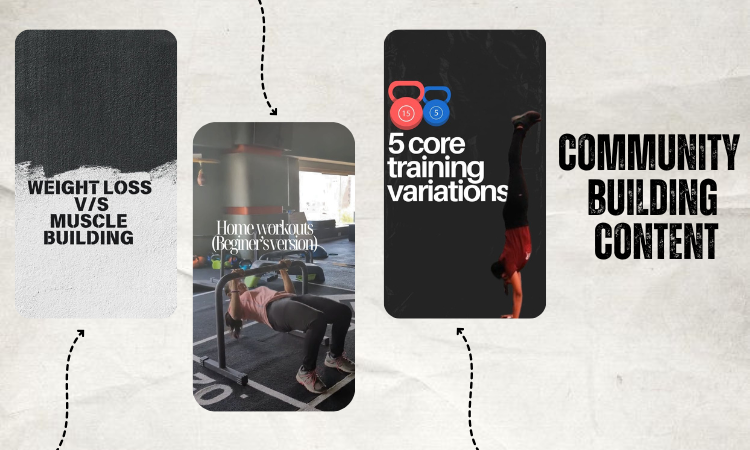 WEIGHT LOSS
V/S
MUSCLE
BUILDING
Home workouts
(Beginer's version)
15
5
5 core
training
variations
COMMUNITY
BUILDING
CONTENT